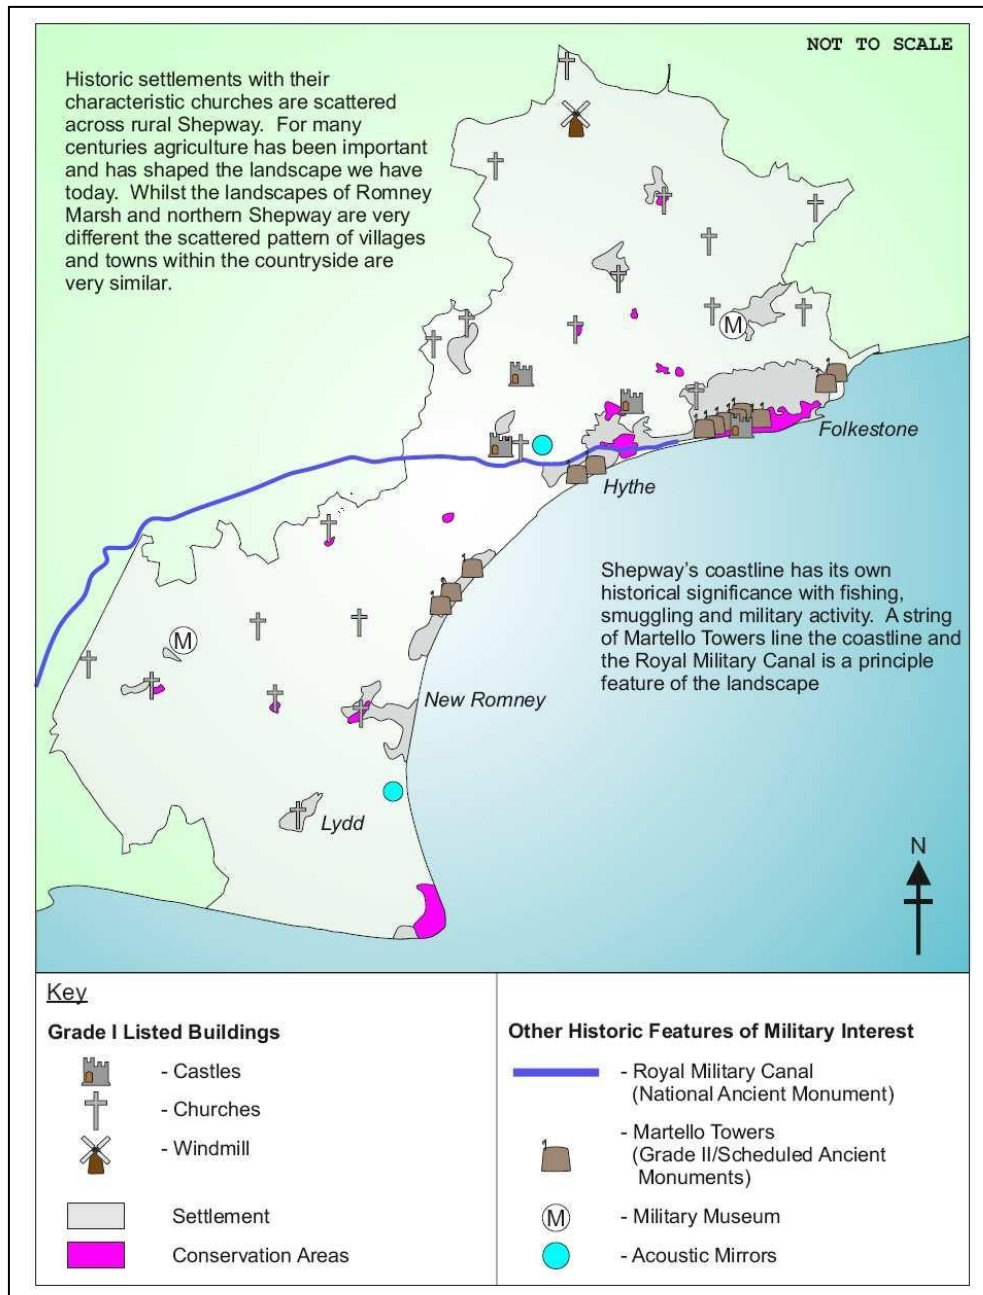 NOT TO SCALE
Historic settlements with their
characteristic churches are scattered
across rural Shepway. For many
centuries agriculture has been important
and has shaped the landscape we have
today. Whilst the landscapes of Romney
Marsh and northern Shepway are very
different the scattered pattern of villages
and towns within the countryside are
very similar.
M
Folkestone
Hythe
Shepway's coastline has its own
historical significance with fishing,
smuggling and military activity. A string
of Martello Towers line the coastline and
the Royal Military Canal is a principle
feature of the landscape
M
New Romney
Lydd
N
Key
Grade I Listed Buildings
- Castles
- Churches
- Windmill
Settlement
Conservation Areas
Other Historic Features of Military Interest
- Royal Military Canal
(National Ancient Monument)
- Martello Towers
(Grade II/Scheduled Ancient
Monuments)
M - Military Museum
- Acoustic Mirrors